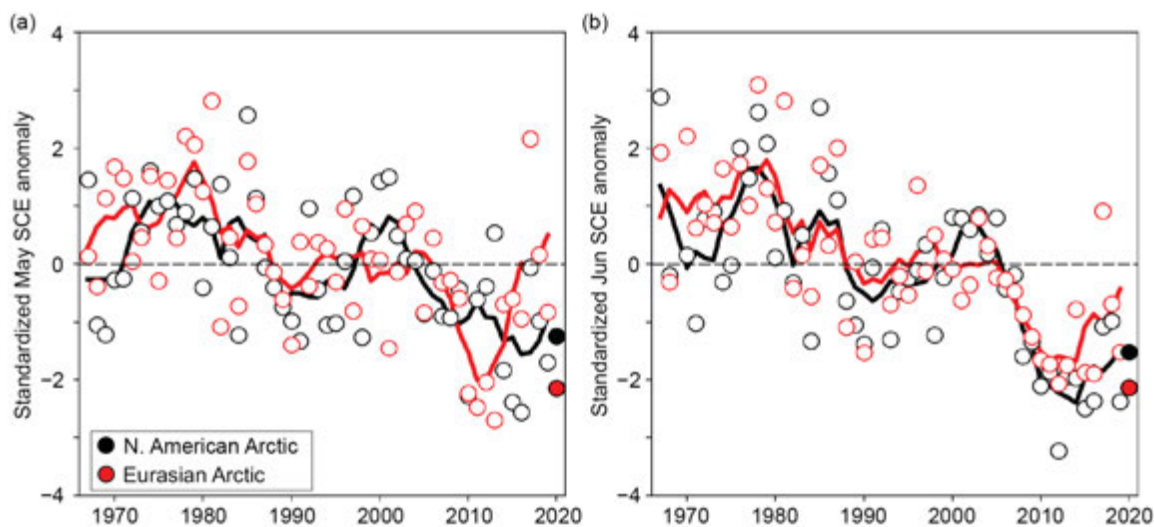 (a)
Standardized May SCE anomaly
4
2
0
−2
−4
N. American Arctic
Eurasian Arctic
1970 1980 1990 2000 2010 2020
(b)
Standardized Jun SCE anomaly
4
2
0
−2
−4
1970 1980 1990 2000 2010 2020